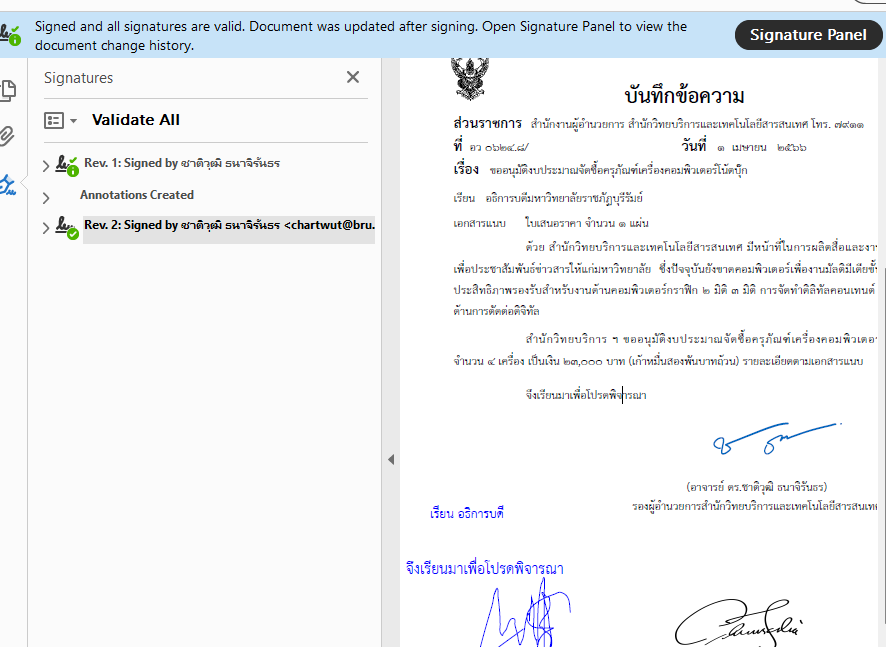 Signed and all signatures are valid. Document was updated after signing. Open Signature Panel to view the
document change history.
Signature Panel
Signatures
Validate All
Rev. 1: Signed by ชาติวุฒิ ธนาจิรันธร
Annotations Created
Rev. 2: Signed by ชาติวุฒิ ธนาจิรันธร <chartwut@bru.
บันทึกข้อความ
ส่วนราชการ สำนักงานผู้อำนวยการ สำนักวิทยบริการและเทคโนโลยีสารสนเทศ โทร. ๗๙๑๑
ที่ อว ๐๖๒๔.๘/ วันที่ ๑ เมษายน ๒๕๖๖
เรื่อง ขออนุมัติงบประมาณจัดซื้อครุภัณฑ์เครื่องคอมพิวเตอร์โน้ตบุ๊ก
เรียน อธิการบดีมหาวิทยาลัยราชภัฏบุรีรัมย์
เอกสารแนบ ใบเสนอราคา จำนวน ๑ แผ่น
ด้วย สำนักวิทยบริการและเทคโนโลยีสารสนเทศ มีหน้าที่ในการผลิตสื่อและงา
เพื่อประชาสัมพันธ์ข่าวสารให้แก่มหาวิทยาลัย ซึ่งปัจจุบันยังขาดคอมพิวเตอร์เพื่องานมัลติมีเดียขั้
ประสิทธิภาพรองรับสำหรับงานด้านคอมพิวเตอร์กราฟิก ๒ มิติ ๓ มิติ การจัดทำดิจิทัลคอนเทนต์
ด้านการตัดต่อดิจิทัล
สำนักวิทยบริการ ฯ ขออนุมัติงบประมาณจัดซื้อครุภัณฑ์เครื่องคอมพิวเตอ
จำนวน ๔ เครื่อง เป็นเงิน ๒๓,๐๐๐ บาท (เก้าหมื่นสองพันบาทถ้วน) รายละเอียดตามเอกสารแนบ
จึงเรียนมาเพื่อโปรดพิจารณา
(อาจารย์ ดร.ชาติวุฒิ ธนาจิรันธร)
รองผู้อำนวยการสำนักวิทยบริการและเทคโนโลยีสารสนเท
เรียน อธิการบดี
จึงเรียนมาเพื่อโปรดพิจารณา